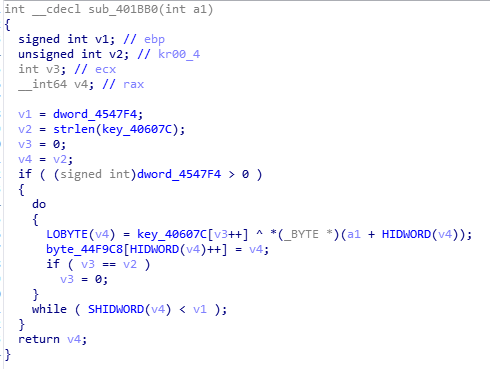 int __cdecl sub_401BB0(int a1)
{
  signed int v1; // ebp
  unsigned int v2; // kr00_4
  int v3; // ecx
  __int64 v4; // rax

  v1 = dword_4547F4;
  v2 = strlen(key_40607C);
  v3 = 0;
  v4 = v2;
  if ( (signed int)dword_4547F4 > 0 )
  {
    do
    {
      LOBYTE(v4) = key_40607C[v3++] ^ *(_BYTE *)(a1 + HIDWORD(v4));
      byte_44F9C8[HIDWORD(v4)++] = v4;
      if ( v3 == v2 )
        v3 = 0;
    }
    while ( SHIDWORD(v4) < v1 );
  }
  return v4;
}